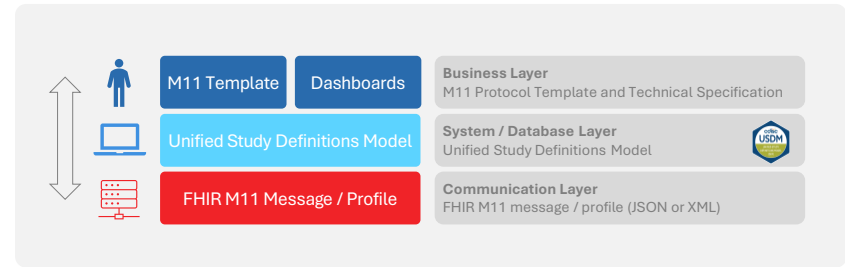 M11 Template
Dashboards
Business Layer
M11 Protocol Template and Technical Specification
Unified Study Definitions Model
System / Database Layer
Unified Study Definitions Model
cdisc
USDM
FHIR M11 Message / Profile
Communication Layer
FHIR M11 message / profile (JSON or XML)